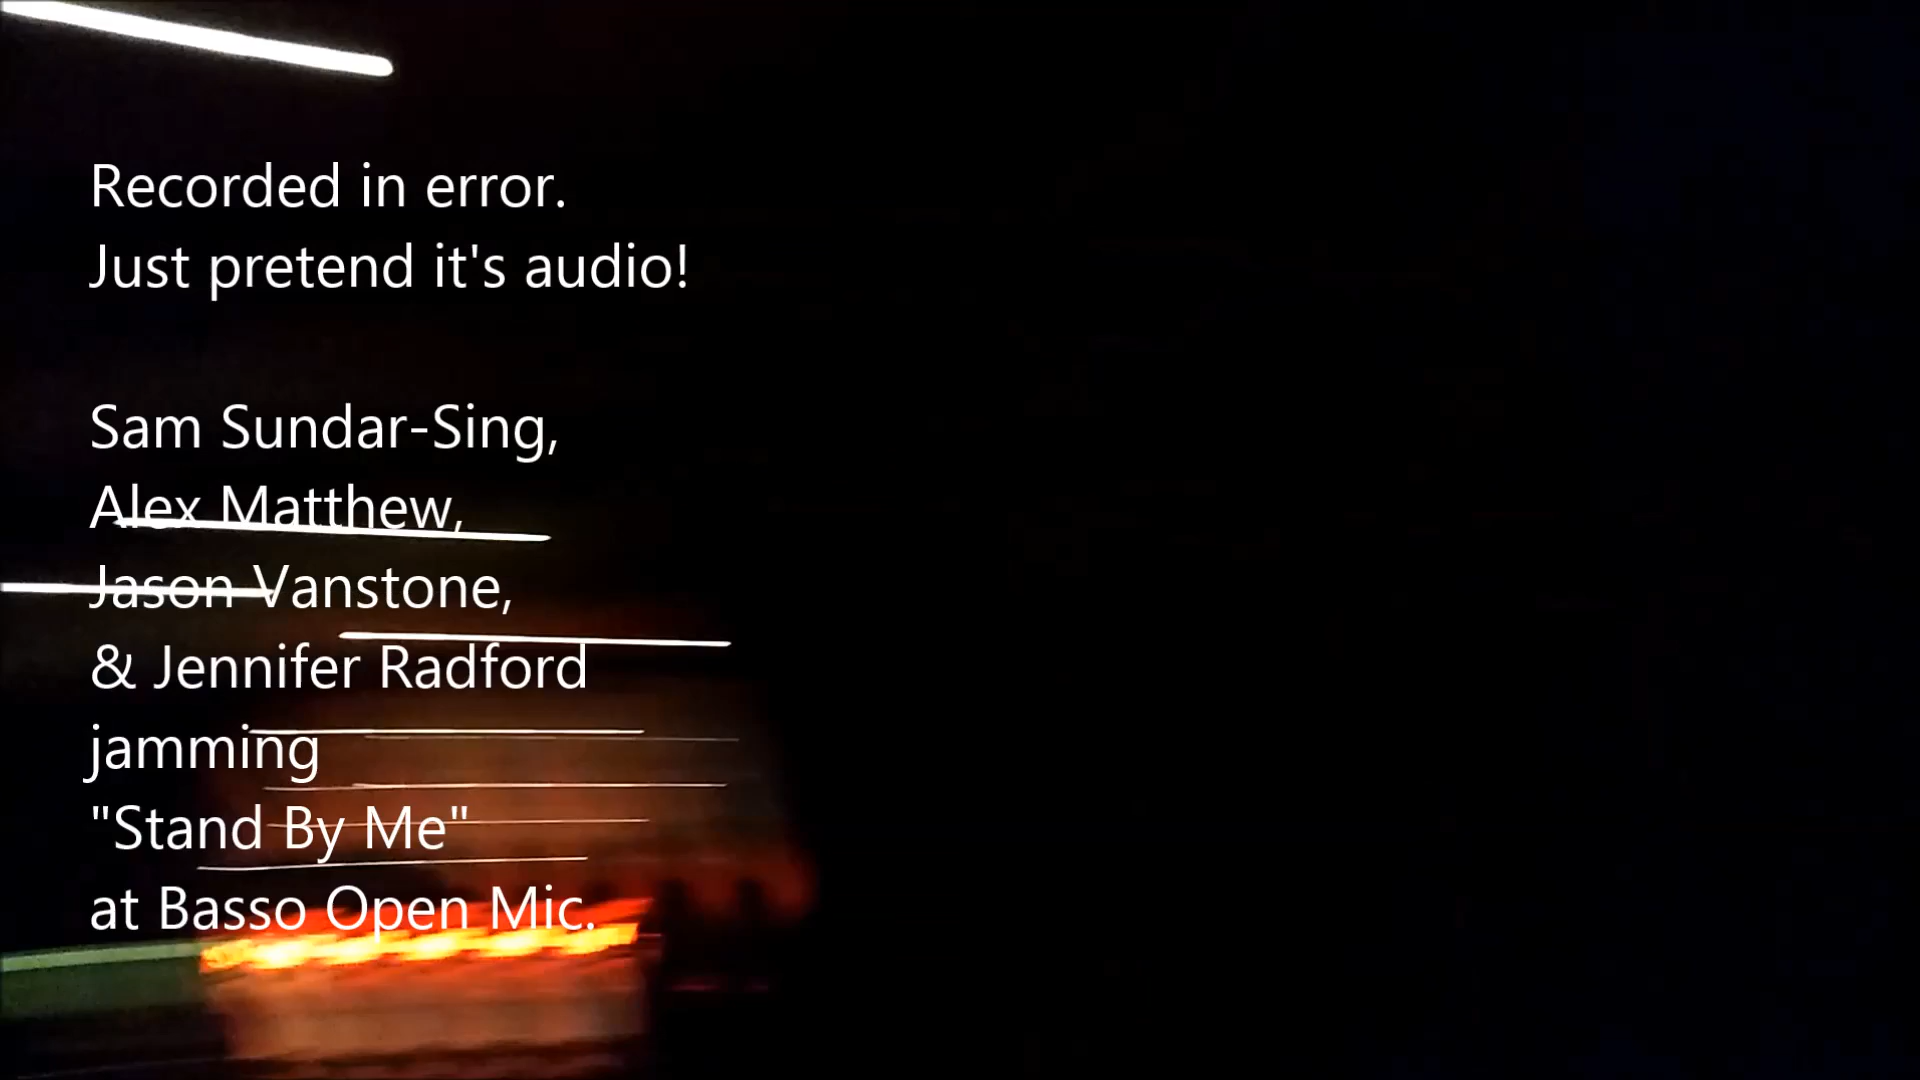 Recorded in error.
Just pretend it's audio!
Sam Sundar-Sing,
Alex Matthew,
Jason Vanstone,
& Jennifer Radford
jamming
"Stand By Me"
at Basso Open Mic.